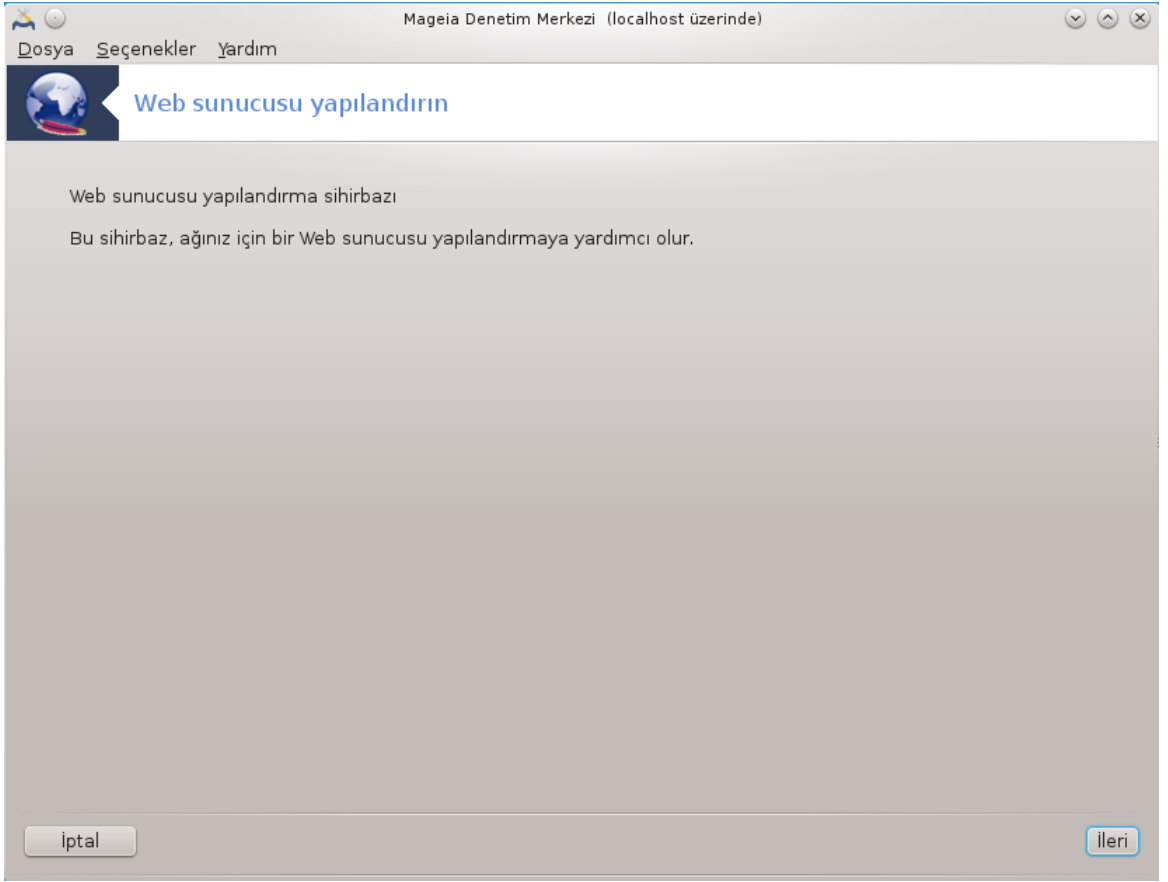 Mageia Denetim Merkezi (localhost üzerinde)
Dosya Seçenekler Yardım
Web sunucusu yapılandırın
Web sunucusu yapılandırma sihirbazı
Bu sihirbaz, ağınız için bir Web sunucusu yapılandırmaya yardımcı olur.
İptal İleri